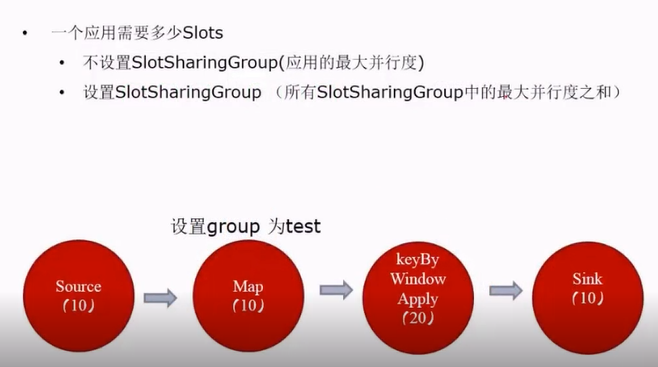 • 一个应用需要多少Slots
• 不设置SlotSharingGroup(应用的最大并行度)
• 设置SlotSharingGroup （所有SlotSharingGroup中的最大并行度之和）
设置group 为test
Source
（10）
Map
（10）
keyBy
Window
Apply
（20）
Sink
（10）